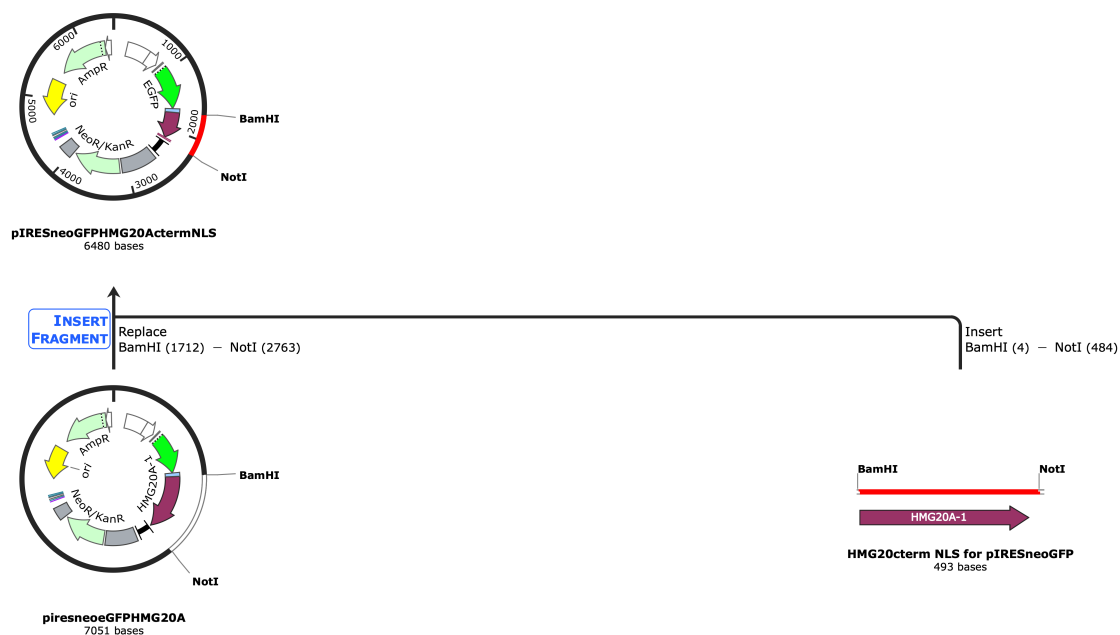 6000
1000
AmpR
EGFP
ori
5000
2000
BamHI
NeoR/KanR
NotI
4000
3000
pIRESneoGFPHMG20ActermNLS
6480 bases
INSERT
FRAGMENT
Replace
BamHI (1712) – NotI (2763)
Insert
BamHI (4) – NotI (484)
AmpR
ori
HMG20A-1
BamHI
NeoR/KanR
NotI
piresneoeGFPHMG20A
7051 bases
BamHI
NotI
HMG20A-1
HMG20cterm NLS for pIRESneoGFP
493 bases